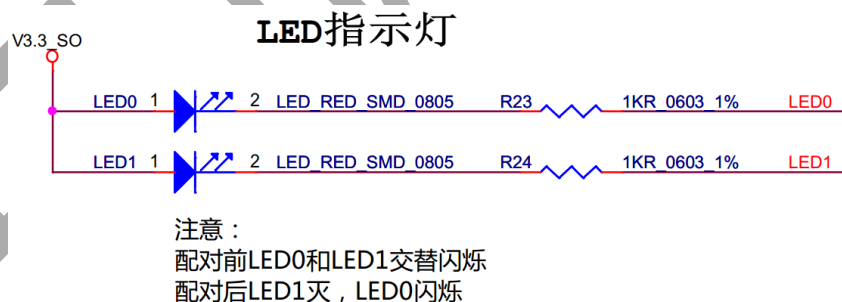 LED指示灯
V3.3_SO
LED0 1 2 LED_RED_SMD_0805 R23 1KR_0603_1% LED0
LED1 1 2 LED_RED_SMD_0805 R24 1KR_0603_1% LED1
注意：
配对前LED0和LED1交替闪烁
配对后LED1灭，LED0闪烁